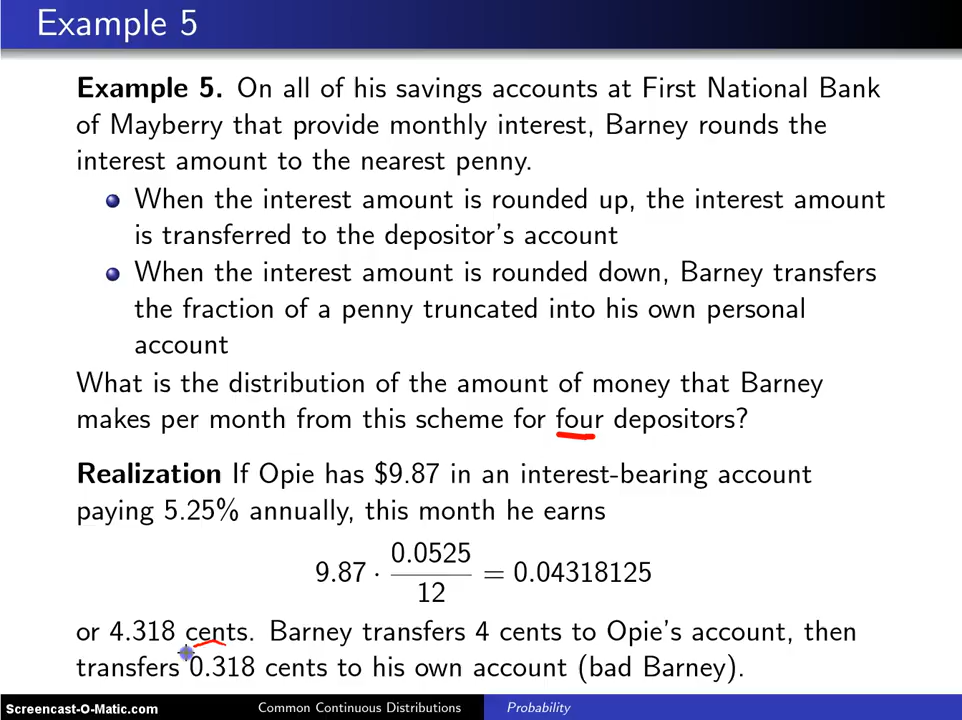 Example 5
Example 5. On all of his savings accounts at First National Bank
of Mayberry that provide monthly interest, Barney rounds the
interest amount to the nearest penny.
When the interest amount is rounded up, the interest amount
is transferred to the depositor's account
When the interest amount is rounded down, Barney transfers
the fraction of a penny truncated into his own personal
account
What is the distribution of the amount of money that Barney
makes per month from this scheme for four depositors?
Realization If Opie has $9.87 in an interest-bearing account
paying 5.25% annually, this month he earns
9.87 · 0.0525/12 = 0.04318125
or 4.318 cents. Barney transfers 4 cents to Opie's account, then
transfers 0.318 cents to his own account (bad Barney).
Screencast-O-Matic.com Common Continuous Distributions Probability